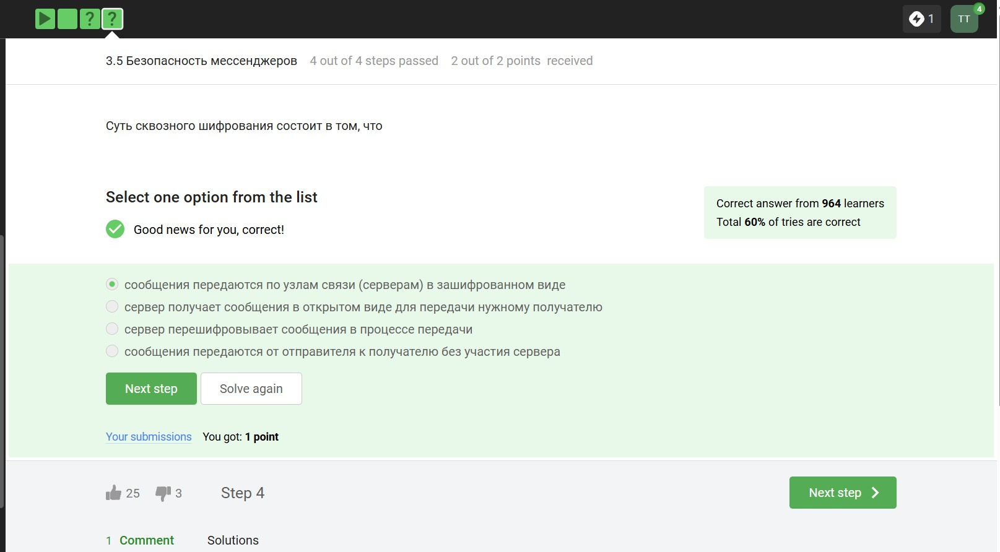 ? ?
1
TT
4
3.5 Безопасность мессенджеров 4 out of 4 steps passed 2 out of 2 points received
Суть сквозного шифрования состоит в том, что
Select one option from the list
Good news for you, correct!
Correct answer from 964 learners
Total 60% of tries are correct
сообщения передаются по узлам связи (серверам) в зашифрованном виде
сервер получает сообщения в открытом виде для передачи нужному получателю
сервер перешифровывает сообщения в процессе передачи
сообщения передаются от отправителя к получателю без участия сервера
Next step Solve again
Your submissions You got: 1 point
25 3 Step 4 Next step
1 Comment Solutions